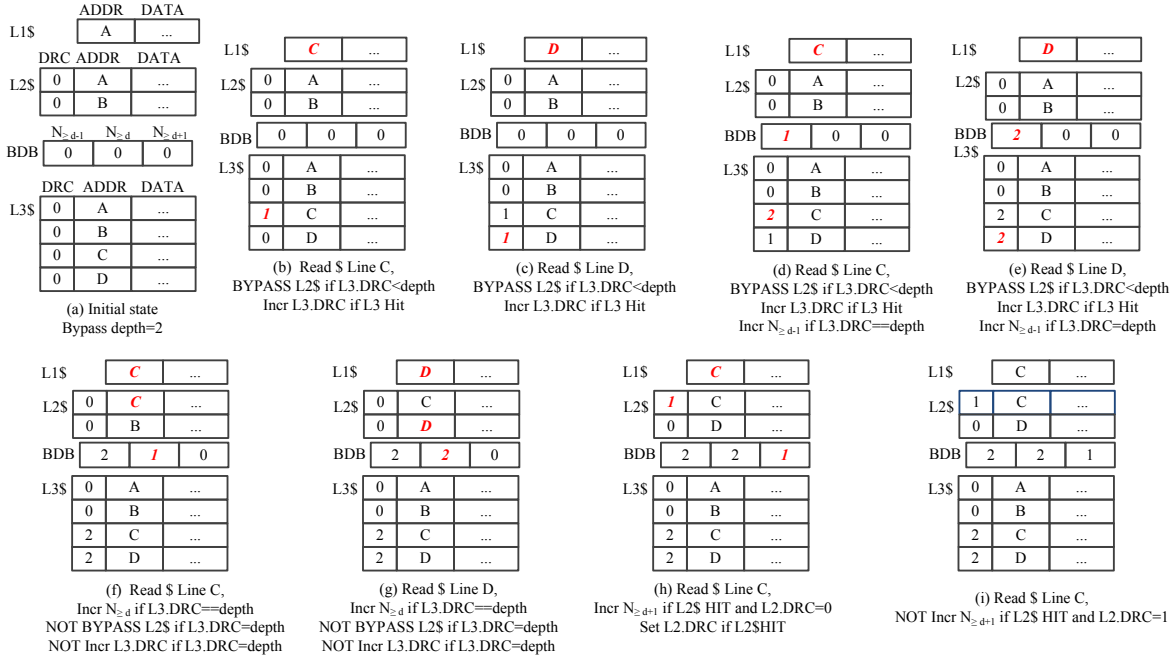 ADDR DATA
L1$ A ...
DRC ADDR DATA
L2$ 0 A ...
0 B ...
N≥ d-1 N≥ d N≥ d+1
BDB 0 0 0
DRC ADDR DATA
L3$ 0 A ...
0 B ...
0 C ...
0 D ...
(a) Initial state
Bypass depth=2
L1$ C ...
L2$ 0 A ...
0 B ...
BDB 0 0 0
L3$ 0 A ...
0 B ...
1 C ...
0 D ...
(b) Read $ Line C,
BYPASS L2$ if L3.DRC<depth
Incr L3.DRC if L3 Hit
L1$ D ...
L2$ 0 A ...
0 B ...
BDB 0 0 0
L3$ 0 A ...
0 B ...
1 C ...
1 D ...
(c) Read $ Line D,
BYPASS L2$ if L3.DRC<depth
Incr L3.DRC if L3 Hit
L1$ C ...
L2$ 0 A ...
0 B ...
BDB 1 0 0
L3$ 0 A ...
0 B ...
2 C ...
1 D ...
(d) Read $ Line C,
BYPASS L2$ if L3.DRC<depth
Incr L3.DRC if L3 Hit
Incr N≥ d-1 if L3.DRC==depth
L1$ D ...
L2$ 0 A ...
0 B ...
BDB 2 0 0
L3$
0 A ...
0 B ...
2 C ...
2 D ...
(e) Read $ Line D,
BYPASS L2$ if L3.DRC<depth
Incr L3.DRC if L3 Hit
Incr N≥ d-1 if L3.DRC=depth
L1$ C ...
L2$ 0 C ...
0 B ...
BDB 2 1 0
L3$ 0 A ...
0 B ...
2 C ...
2 D ...
(f) Read $ Line C,
Incr N≥ d if L3.DRC==depth
NOT BYPASS L2$ if L3.DRC=depth
NOT Incr L3.DRC if L3.DRC=depth
L1$ D ...
L2$ 0 C ...
0 D ...
BDB 2 2 0
L3$ 0 A ...
0 B ...
2 C ...
2 D ...
(g) Read $ Line D,
Incr N≥ d if L3.DRC==depth
NOT BYPASS L2$ if L3.DRC=depth
NOT Incr L3.DRC if L3.DRC=depth
L1$ C ...
L2$ 1 C ...
0 D ...
BDB 2 2 1
L3$ 0 A ...
0 B ...
2 C ...
2 D ...
(h) Read $ Line C,
Incr N≥ d+1 if L2$ HIT and L2.DRC=0
Set L2.DRC if L2$HIT
L1$ C ...
L2$ 1 C ...
0 D ...
BDB 2 2 1
L3$ 0 A ...
0 B ...
2 C ...
2 D ...
(i) Read $ Line C,
NOT Incr N≥ d+1 if L2$ HIT and L2.DRC=1